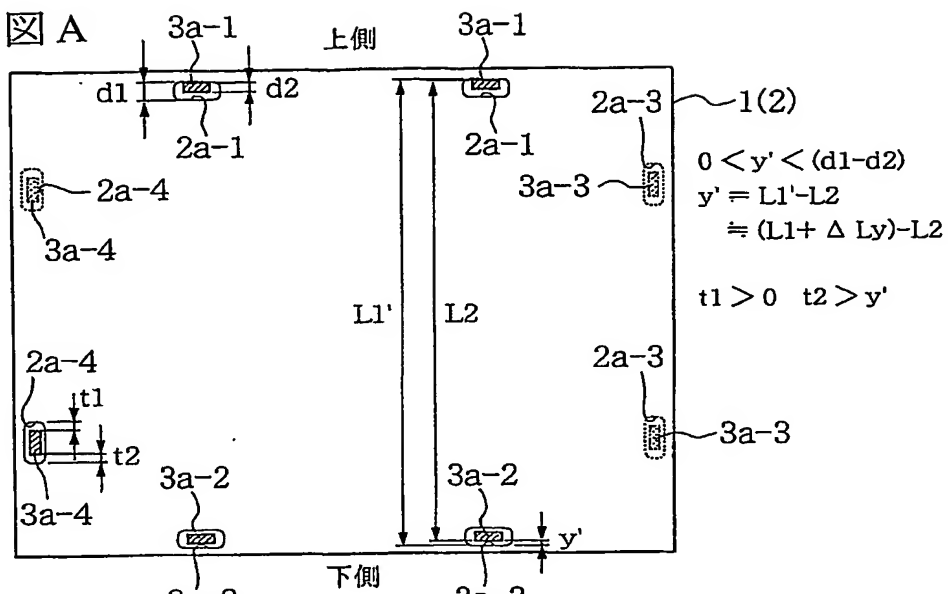 図 A
3a-1
上側
3a-1
d1
d2
2a-1
2a-1
2a-3
1(2)
2a-4
3a-3
3a-4
0<y'<(d1-d2)
y'≒L1'-L2
≒(L1+ΔLy)-L2
t1>0 t2>y'
L1'
L2
2a-4
t1
t2
3a-4
2a-3
3a-3
3a-2
3a-2
y'
下側